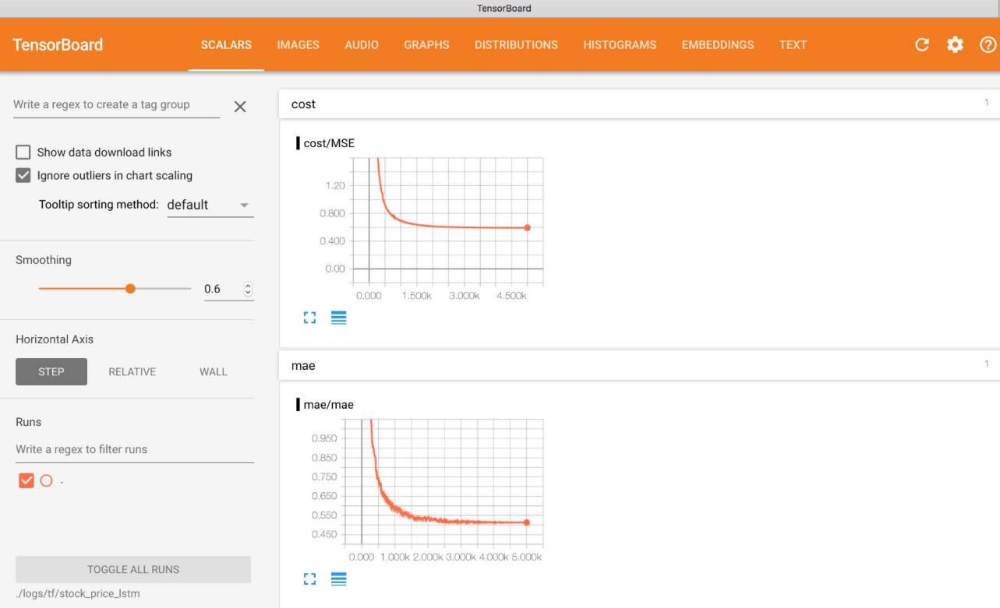 TensorBoard
TensorBoard SCALARS IMAGES AUDIO GRAPHS DISTRIBUTIONS HISTOGRAMS EMBEDDINGS TEXT
Write a regex to create a tag group
Show data download links
Ignore outliers in chart scaling
Tooltip sorting method: default
Smoothing
0.6
Horizontal Axis
STEP RELATIVE WALL
Runs
Write a regex to filter runs
.
TOGGLE ALL RUNS
./logs/tf/stock_price_lstm
cost 1
cost/MSE
1.20
0.800
0.400
0.00
0.000 1.500k 3.000k 4.500k
mae 1
mae/mae
0.950
0.850
0.750
0.650
0.550
0.450
0.000 1.000k 2.000k 3.000k 4.000k 5.000k